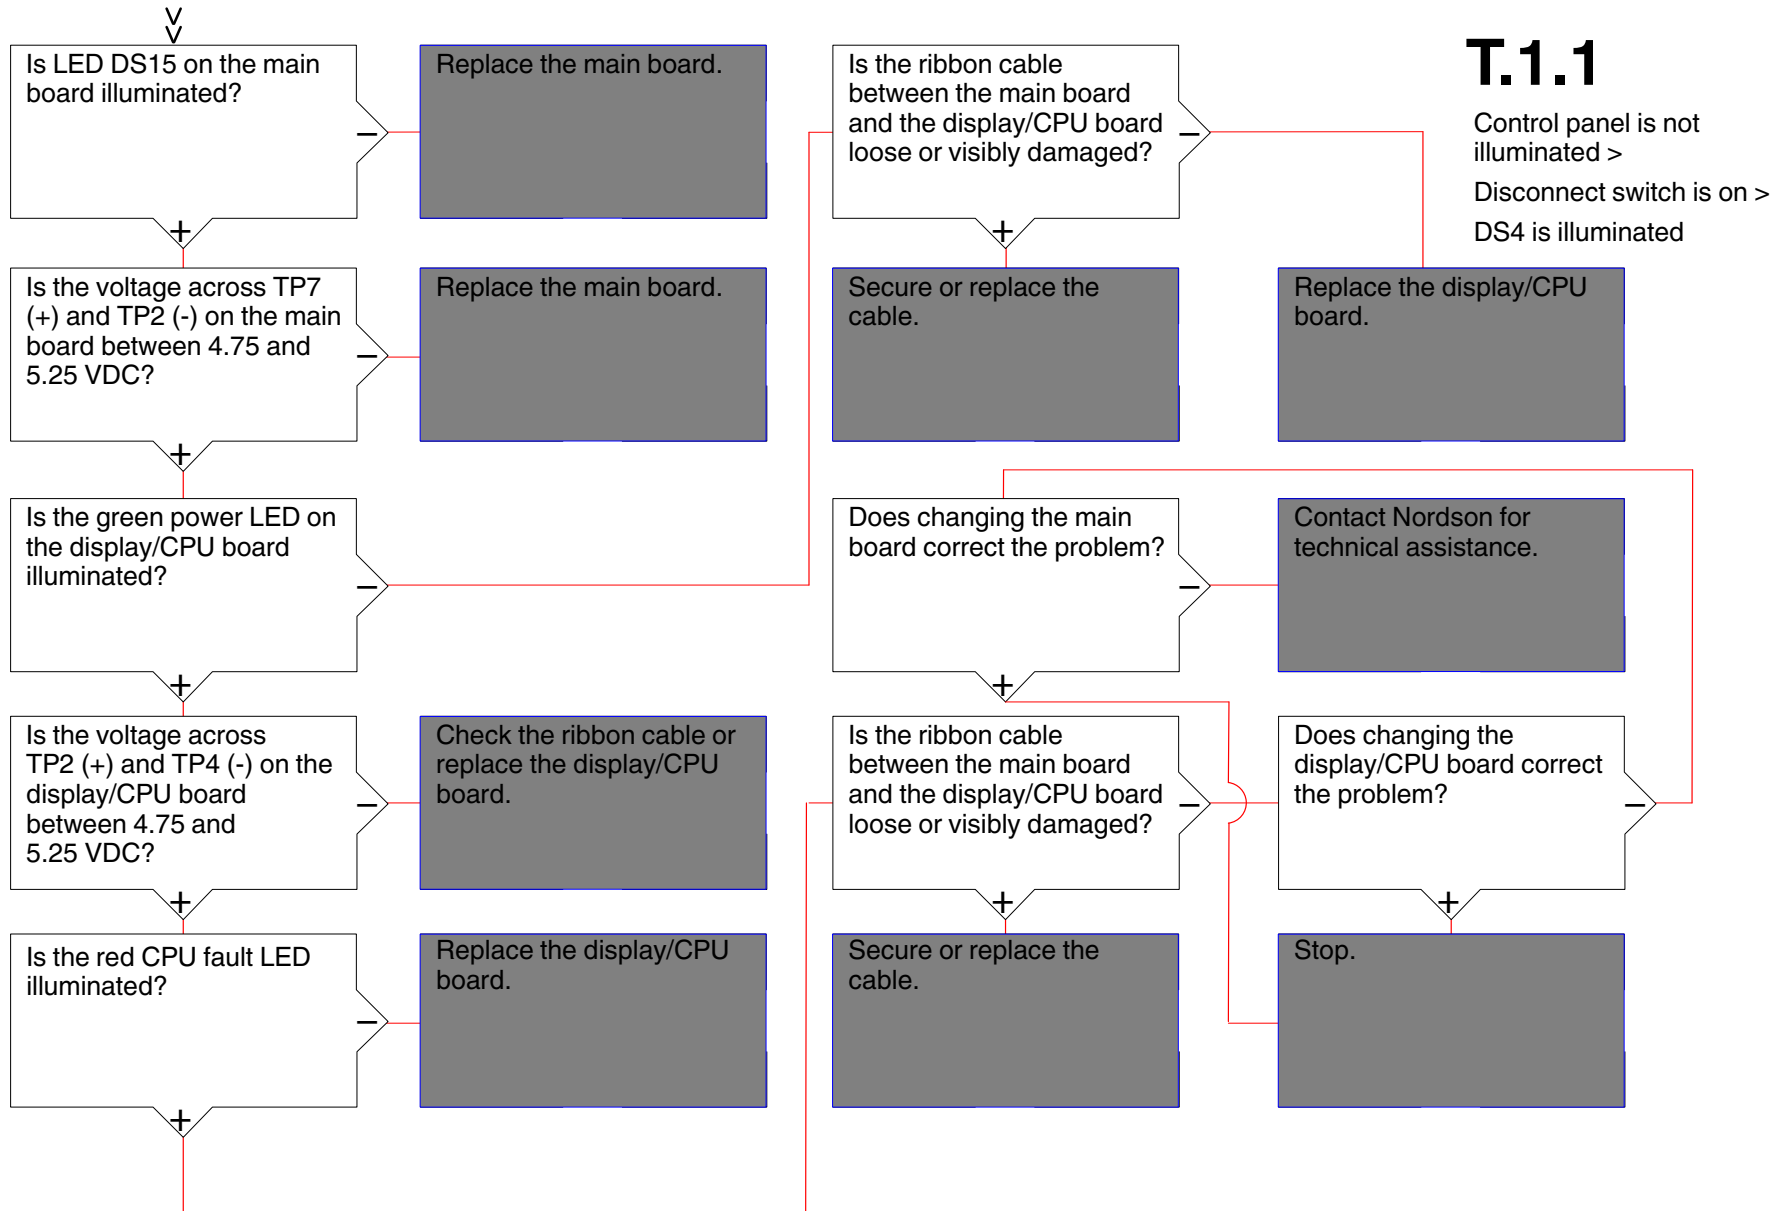 T.1.1
Control panel is not
illuminated >
Disconnect switch is on >
DS4 is illuminated
Is LED DS15 on the main
board illuminated?
–
+
Replace the main board.
Is the voltage across TP7
(+) and TP2 (-) on the main
board between 4.75 and
5.25 VDC?
–
+
Replace the main board.
Is the green power LED on
the display/CPU board
illuminated?
–
+
Is the voltage across
TP2 (+) and TP4 (-) on the
display/CPU board
between 4.75 and
5.25 VDC?
–
+
Check the ribbon cable or
replace the display/CPU
board.
Is the red CPU fault LED
illuminated?
–
+
Replace the display/CPU
board.
Is the ribbon cable
between the main board
and the display/CPU board
loose or visibly damaged?
–
+
Secure or replace the
cable.
Replace the display/CPU
board.
Does changing the main
board correct the problem?
–
+
Contact Nordson for
technical assistance.
Is the ribbon cable
between the main board
and the display/CPU board
loose or visibly damaged?
–
+
Does changing the
display/CPU board correct
the problem?
–
+
Secure or replace the
cable.
Stop.